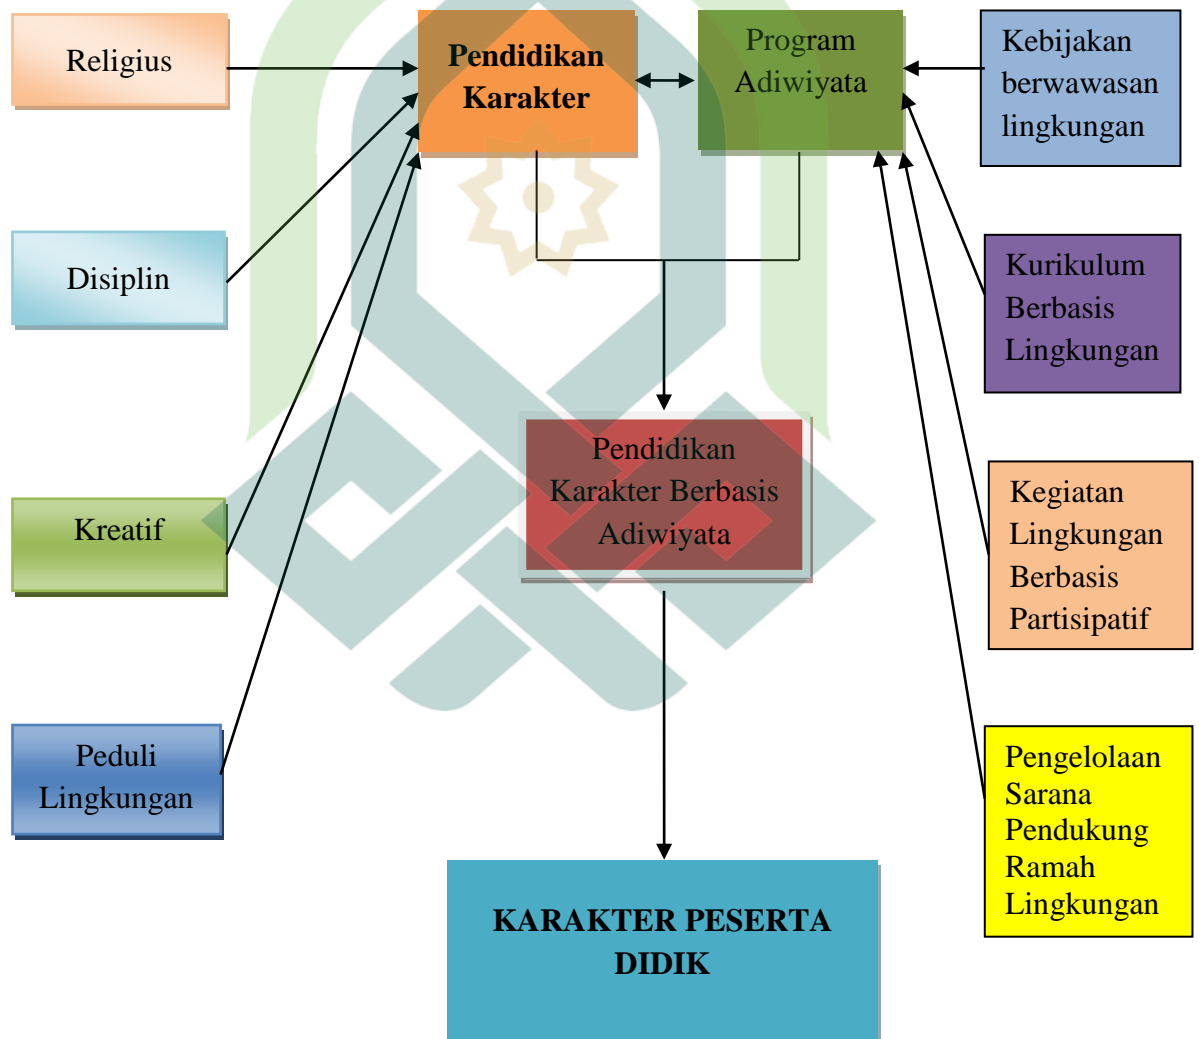 Religius
Pendidikan
Karakter
Program
Adiwiyata
Kebijakan
berwawasan
lingkungan
Disiplin
Kurikulum
Berbasis
Lingkungan
Pendidikan
Karakter Berbasis
Adiwiyata
Kreatif
Kegiatan
Lingkungan
Berbasis
Partisipatif
Peduli
Lingkungan
Pengelolaan
Sarana
Pendukung
Ramah
Lingkungan
KARAKTER PESERTA
DIDIK